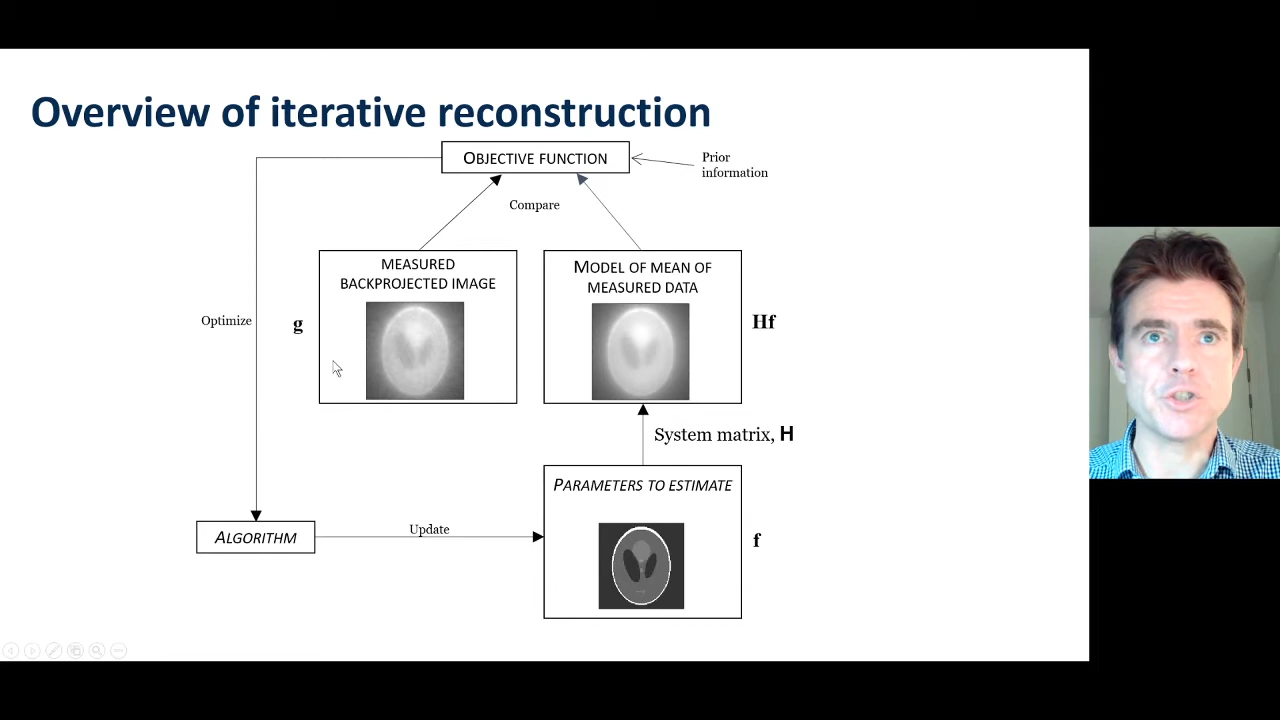 Overview of iterative reconstruction
OBJECTIVE FUNCTION
Prior
information
Compare
MEASURED
BACKPROJECTED IMAGE
MODEL OF MEAN OF
MEASURED DATA
Optimize
g
Hf
System matrix, H
PARAMETERS TO ESTIMATE
ALGORITHM
Update
f